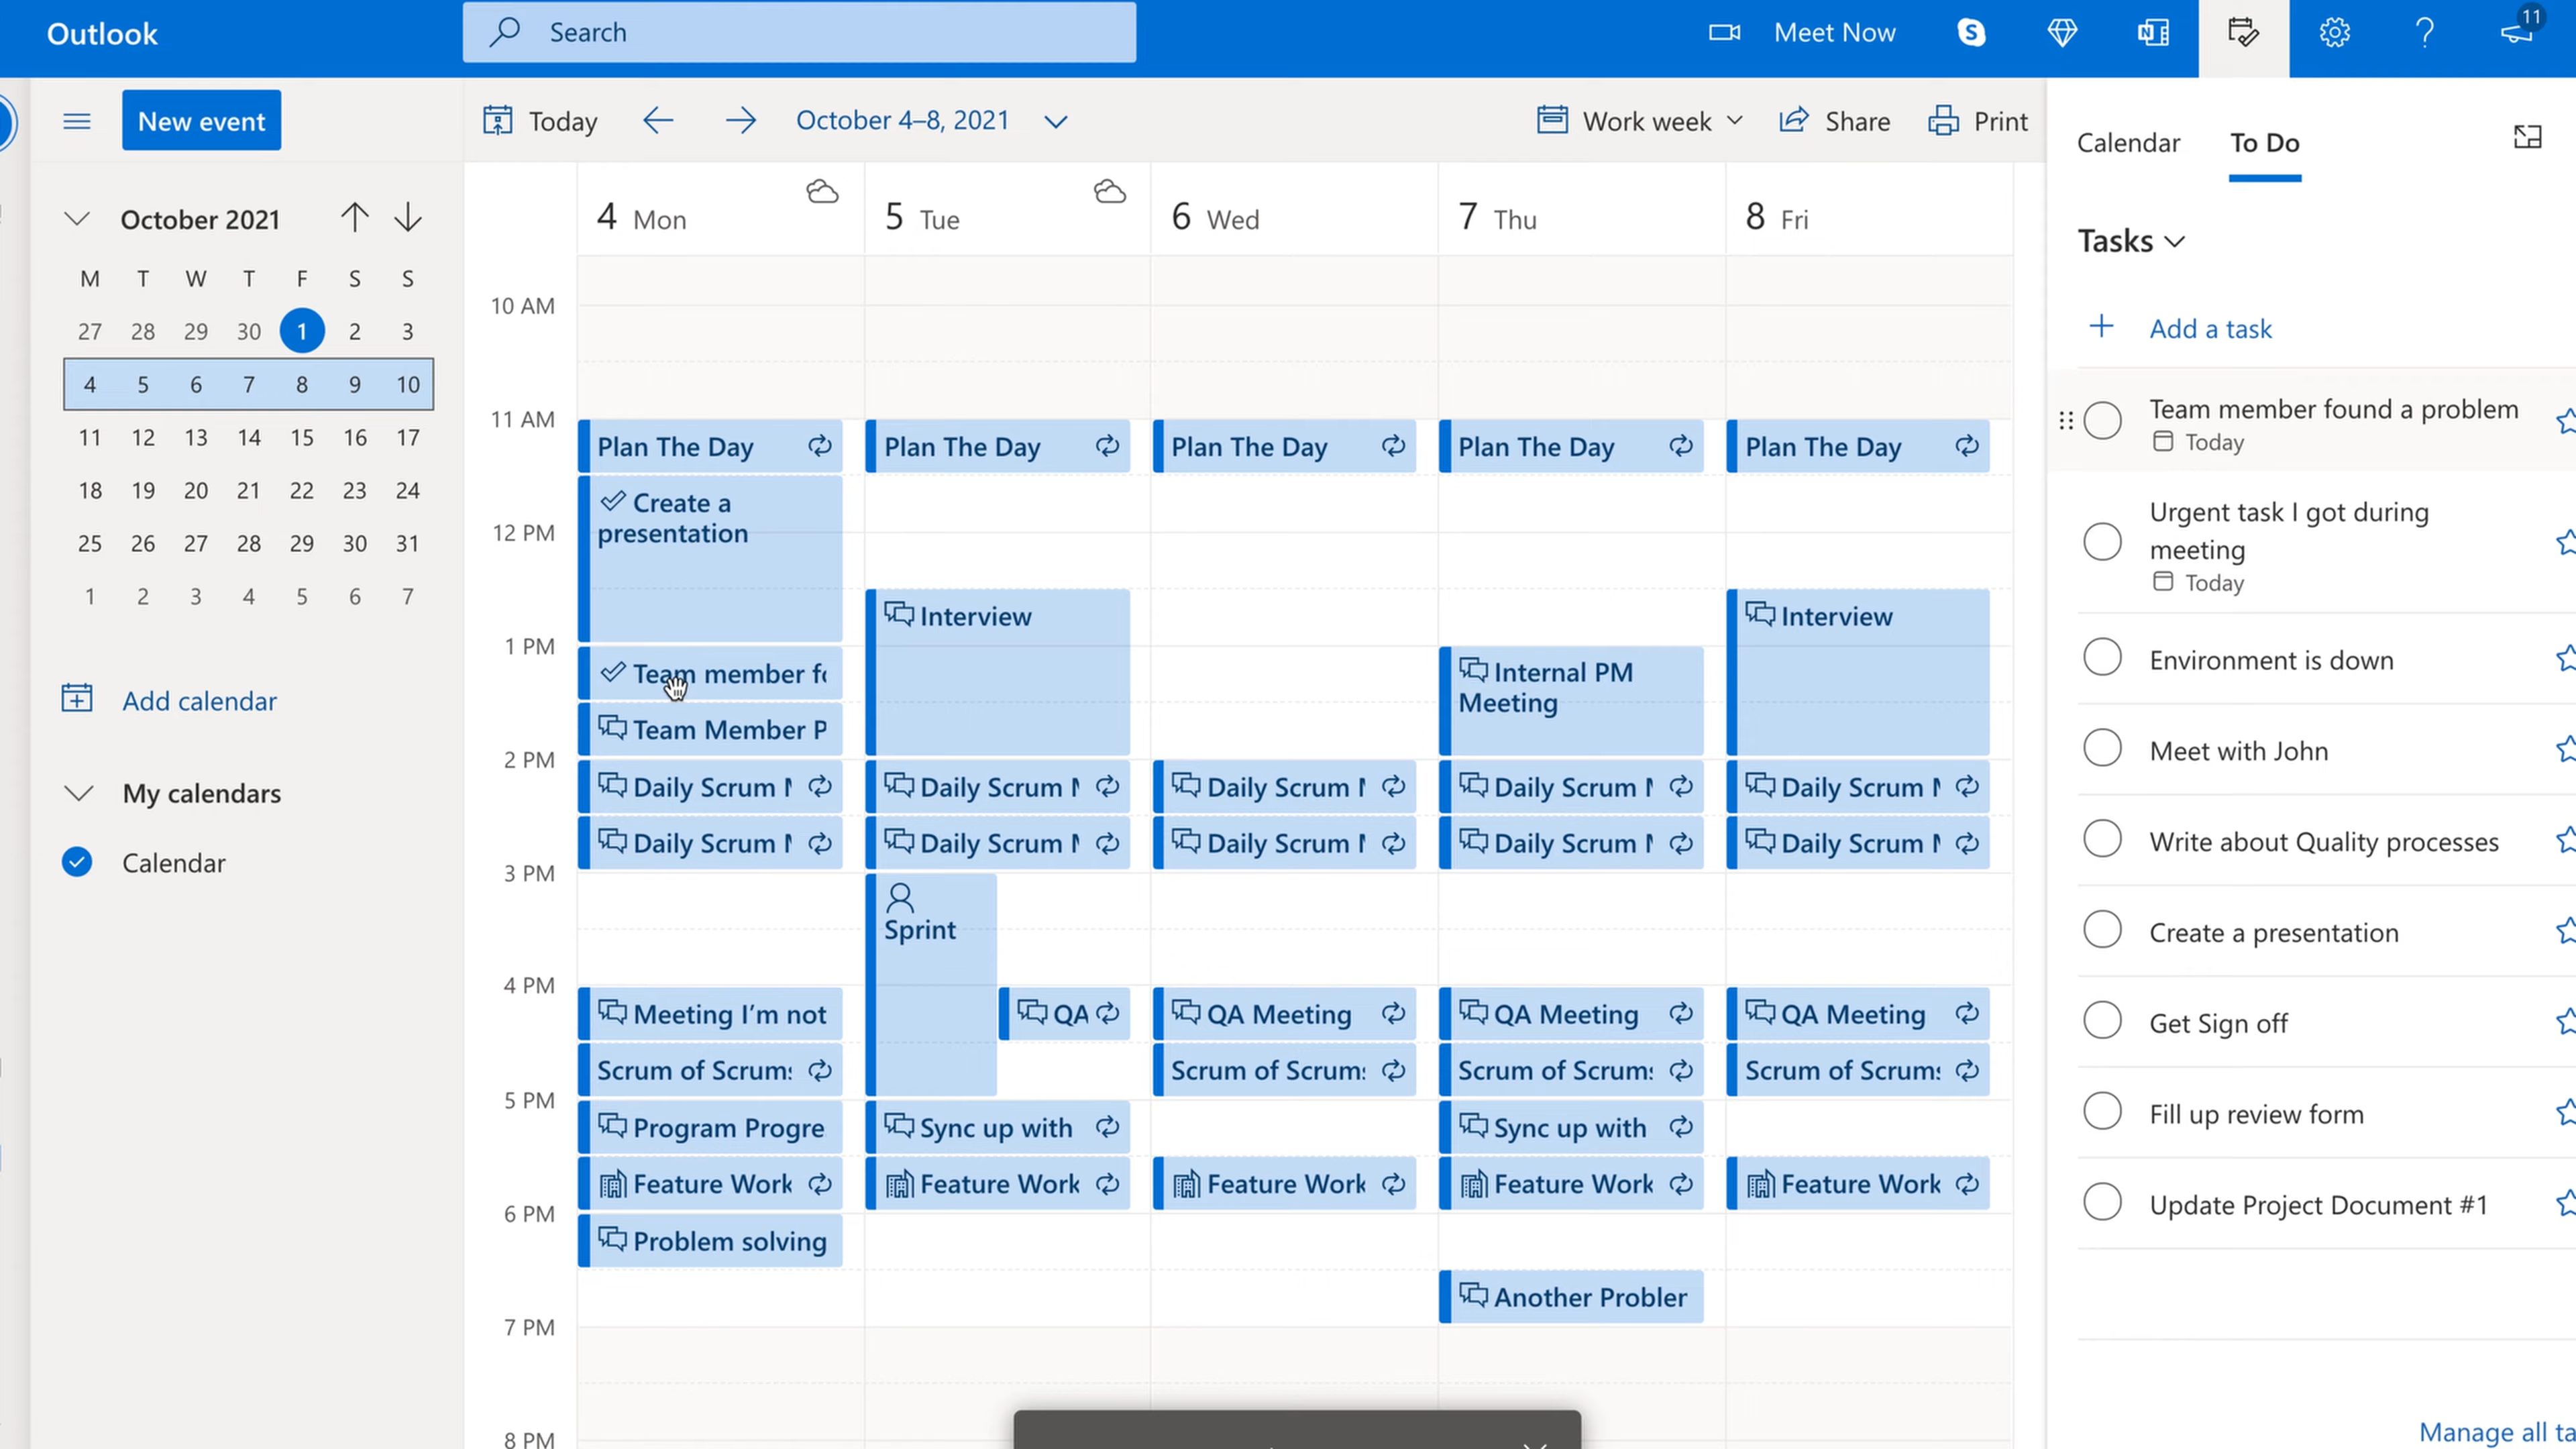 Outlook
Search
Meet Now
11
New event
Today
October 4–8, 2021
Work week
Share
Print
Calendar
To Do
October 2021
M T W T F S S
27 28 29 30 1 2 3
4 5 6 7 8 9 10
11 12 13 14 15 16 17
18 19 20 21 22 23 24
25 26 27 28 29 30 31
1 2 3 4 5 6 7
Add calendar
My calendars
Calendar
4 Mon
5 Tue
6 Wed
7 Thu
8 Fri
10 AM
11 AM
Plan The Day
Plan The Day
Plan The Day
Plan The Day
Plan The Day
Create a
presentation
12 PM
Interview
Interview
1 PM
Team member
Internal PM
Meeting
Team Member P
2 PM
Daily Scrum
Daily Scrum
Daily Scrum
Daily Scrum
Daily Scrum
Daily Scrum
Daily Scrum
Daily Scrum
Daily Scrum
Daily Scrum
3 PM
Sprint
4 PM
Meeting I'm not
QA
QA Meeting
QA Meeting
QA Meeting
Scrum of Scrums
Scrum of Scrums
Scrum of Scrums
Scrum of Scrums
5 PM
Program Progre
Sync up with
Sync up with
Feature Work
Feature Work
Feature Work
Feature Work
Feature Work
6 PM
Problem solving
Another
7 PM
8 PM
Tasks
Add a task
Team member found a problem
Today
Urgent task I got during
meeting
Today
Environment is down
Meet with John
Write about Quality processes
Create a presentation
Get Sign off
Fill up review form
Update Project Document #1
Manage all ta